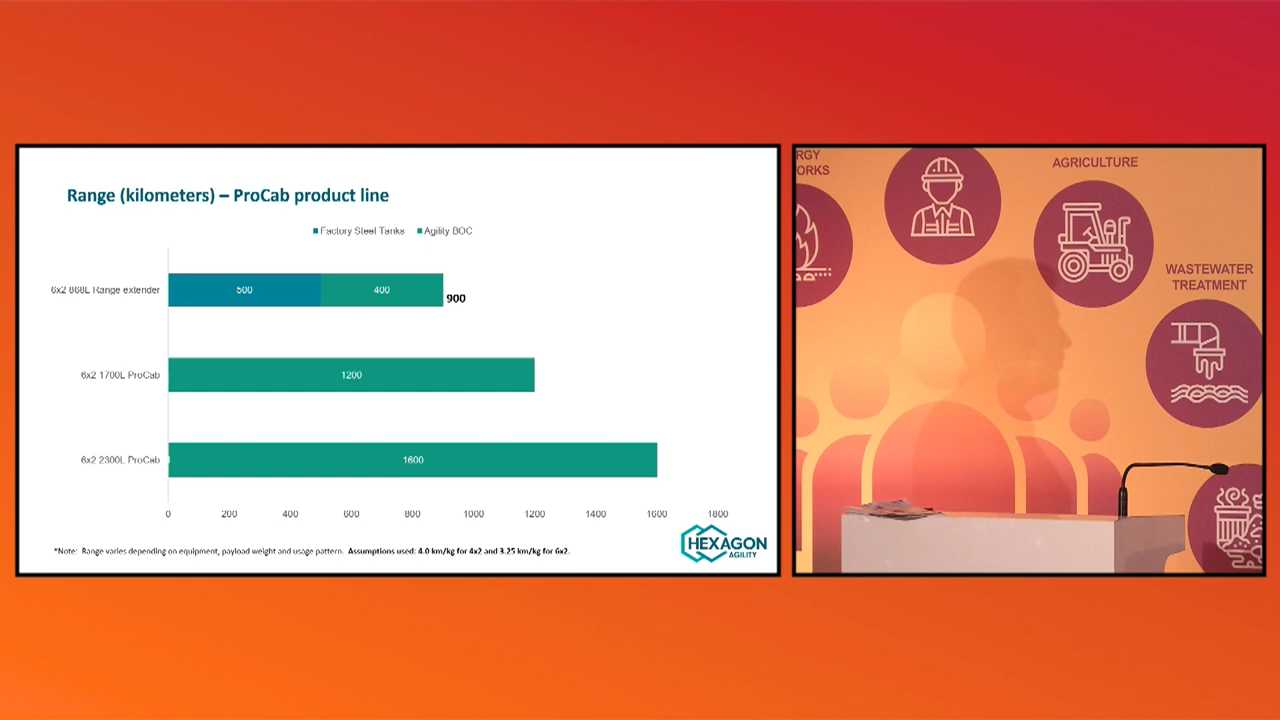 Range (kilometers) – ProCab product line
Factory Steel Tanks Agility BOC
6x2 868L Range extender 500 400 900
6x2 1700L ProCab 1200
6x2 2300L ProCab 1600
0 200 400 600 800 1000 1200 1400 1600 1800
*Note: Range varies depending on equipment, payload weight and usage pattern. Assumptions used: 4.0 km/kg for 4x2 and 3.25 km/kg for 6x2.
HEXAGON
AGILITY
RGY
ORKS
AGRICULTURE
WASTEWATER
TREATMENT